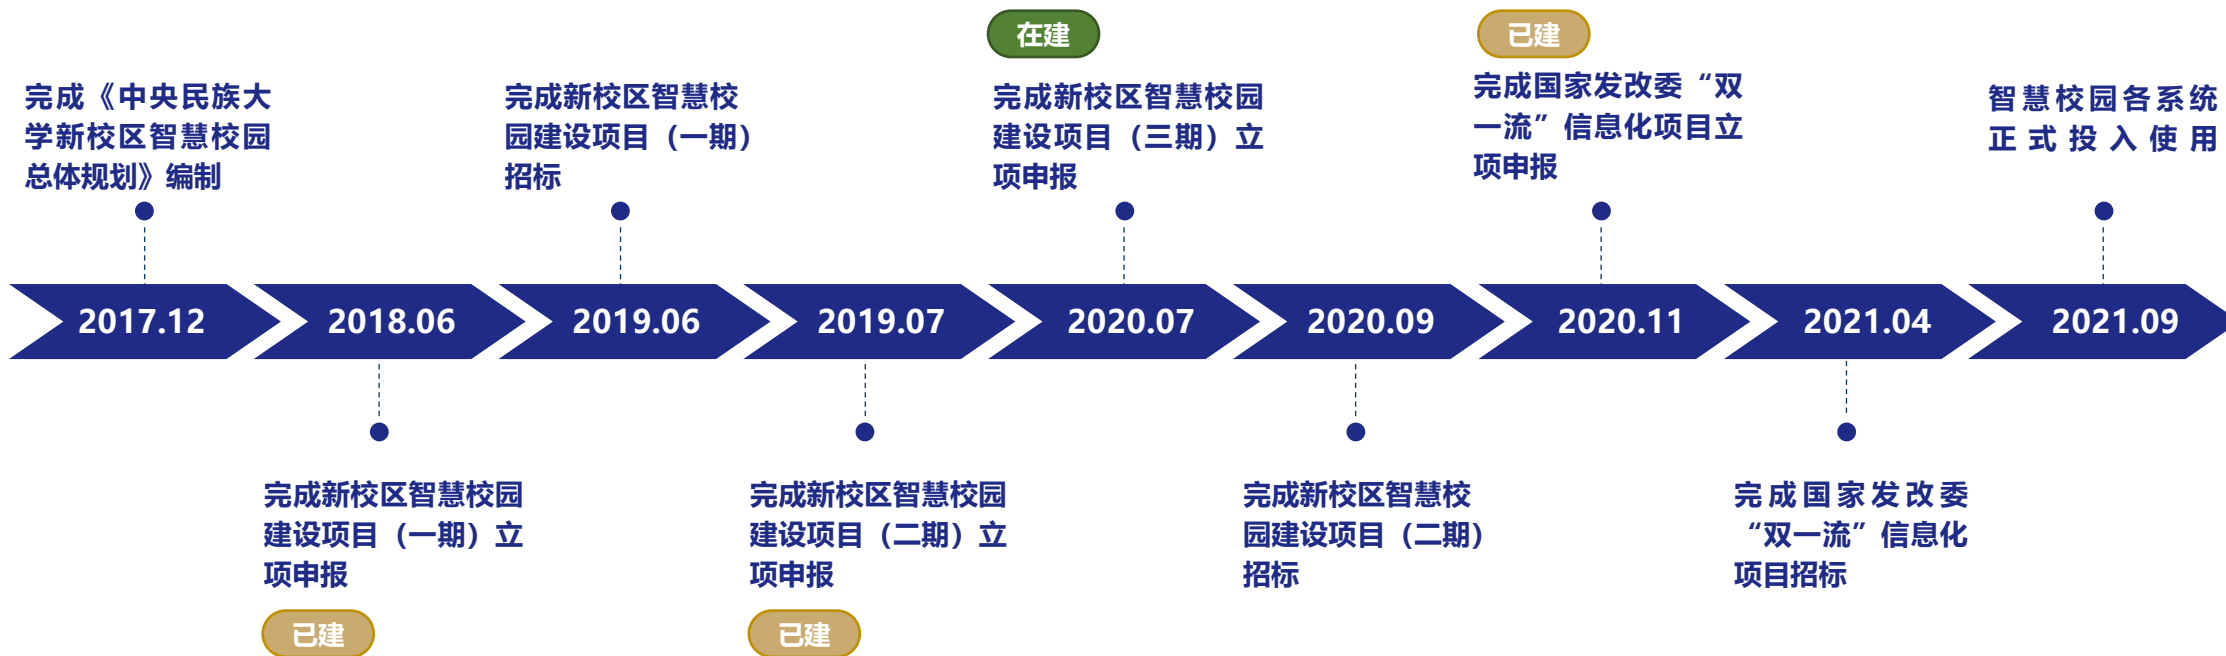 在建
已建
完成《中央民族大
学新校区智慧校园
总体规划》编制
完成新校区智慧校
园建设项目（一期）
招标
完成新校区智慧校园
建设项目（三期）立
项申报
完成国家发改委“双
一流”信息化项目立
项申报
智慧校园各系统
正式投入使用
2017.12
2018.06
2019.06
2019.07
2020.07
2020.09
2020.11
2021.04
2021.09
完成新校区智慧校园
建设项目（一期）立
项申报
完成新校区智慧校园
建设项目（二期）立
项申报
完成新校区智慧校
园建设项目（二期）
招标
完成国家发改委
“双一流”信息化
项目招标
已建
已建